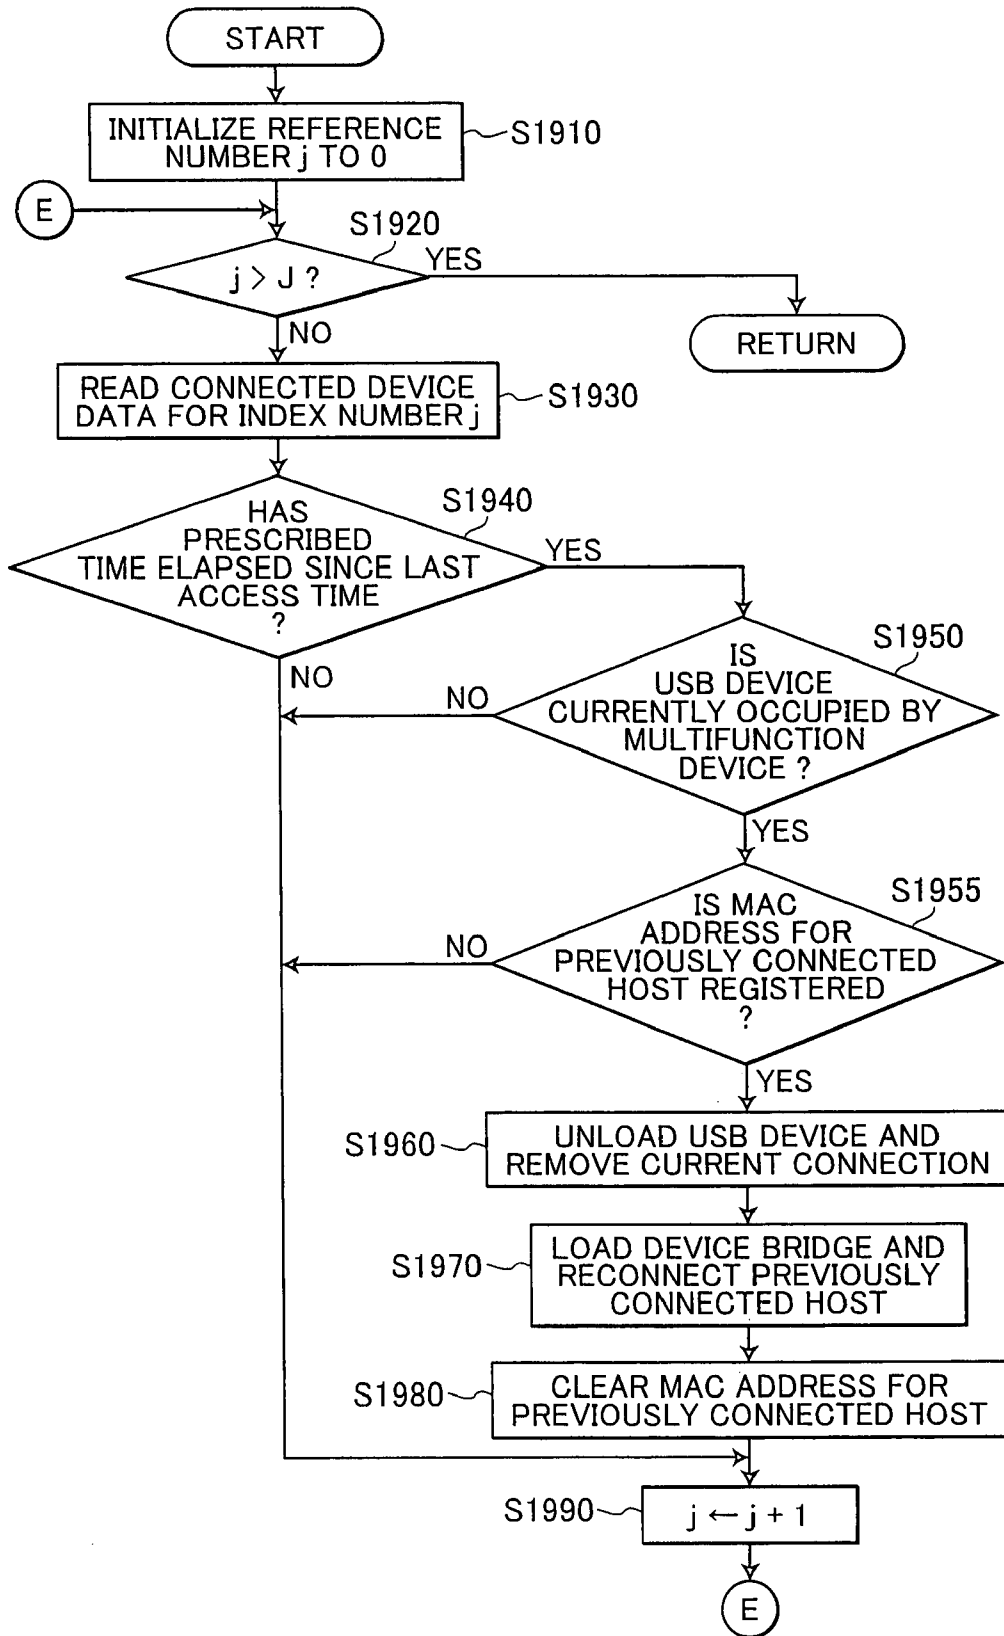 START
INITIALIZE REFERENCE
NUMBER j TO 0
S1910
E
S1920
j > J ?
YES
NO
RETURN
READ CONNECTED DEVICE
DATA FOR INDEX NUMBER j
S1930
S1940
HAS
PRESCRIBED
TIME ELAPSED SINCE LAST
ACCESS TIME
?
YES
NO
S1950
IS
USB DEVICE
CURRENTLY OCCUPIED BY
MULTIFUNCTION
DEVICE ?
NO
YES
S1955
IS MAC
ADDRESS FOR
PREVIOUSLY CONNECTED
HOST REGISTERED
?
NO
YES
S1960
UNLOAD USB DEVICE AND
REMOVE CURRENT CONNECTION
S1970
LOAD DEVICE BRIDGE AND
RECONNECT PREVIOUSLY
CONNECTED HOST
S1980
CLEAR MAC ADDRESS FOR
PREVIOUSLY CONNECTED HOST
S1990
j ← j + 1
E